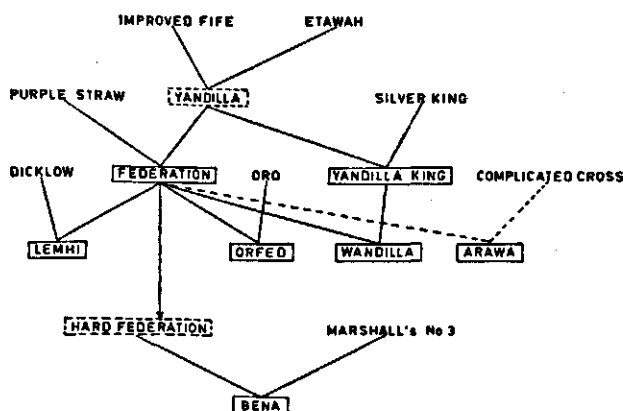 IMPROVED FIFE ETAWAH
PURPLE STRAW YANDILLA SILVER KING
DICKLOW FEDERATION ORO YANDILLA KING COMPLICATED CROSS
LEMHI ORFED WANDILLA ARAWA
HARD FEDERATION MARSHALL's No 3
BENA